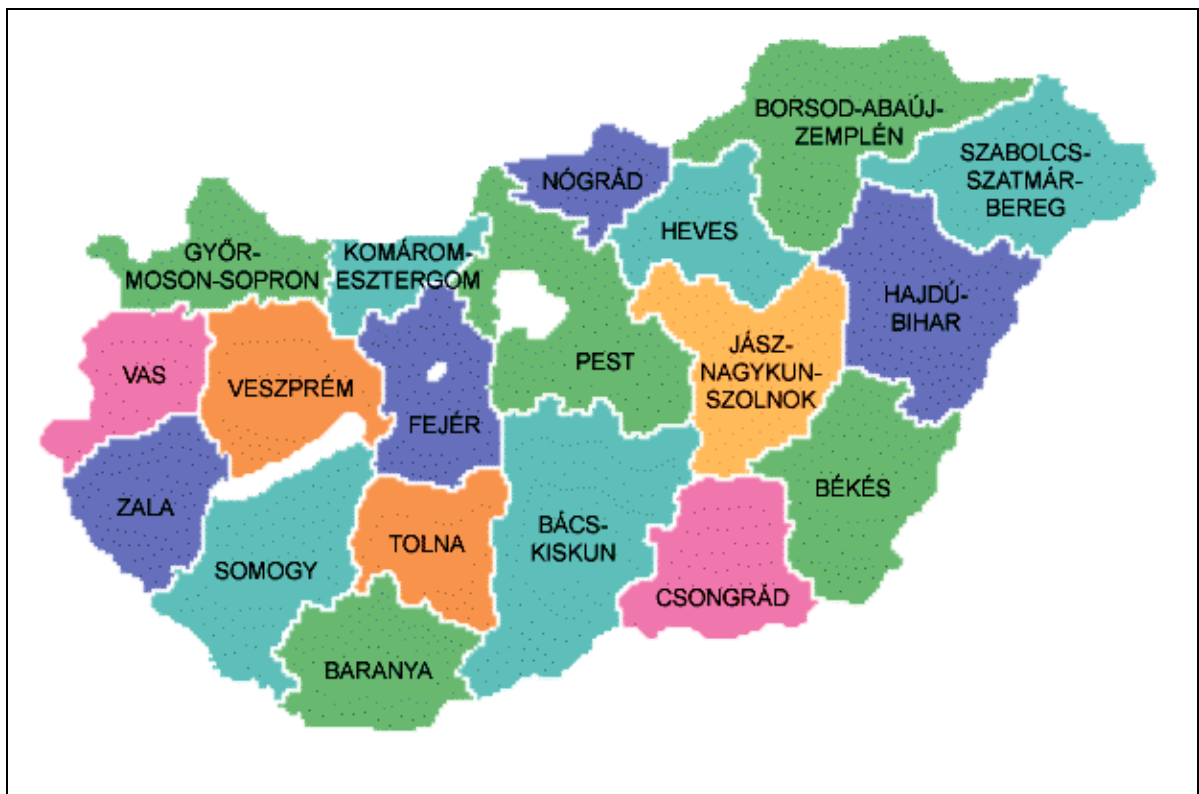 BORSOD-ABAÚJ-
ZEMPLÉN
SZABOLCS-
SZATMÁR-
BEREG
NÓGRÁD
HEVES
GYŐR-
MOSON-SOPRON
KOMÁROM-
ESZTERGOM
HAJDÚ-
BIHAR
VAS
VESZPRÉM
PEST
JÁSZ-
NAGYKUN-
SZOLNOK
FEJÉR
ZALA
BÉKÉS
SOMOGY
TOLNA
BÁCS-
KISKUN
CSONGRÁD
BARANYA